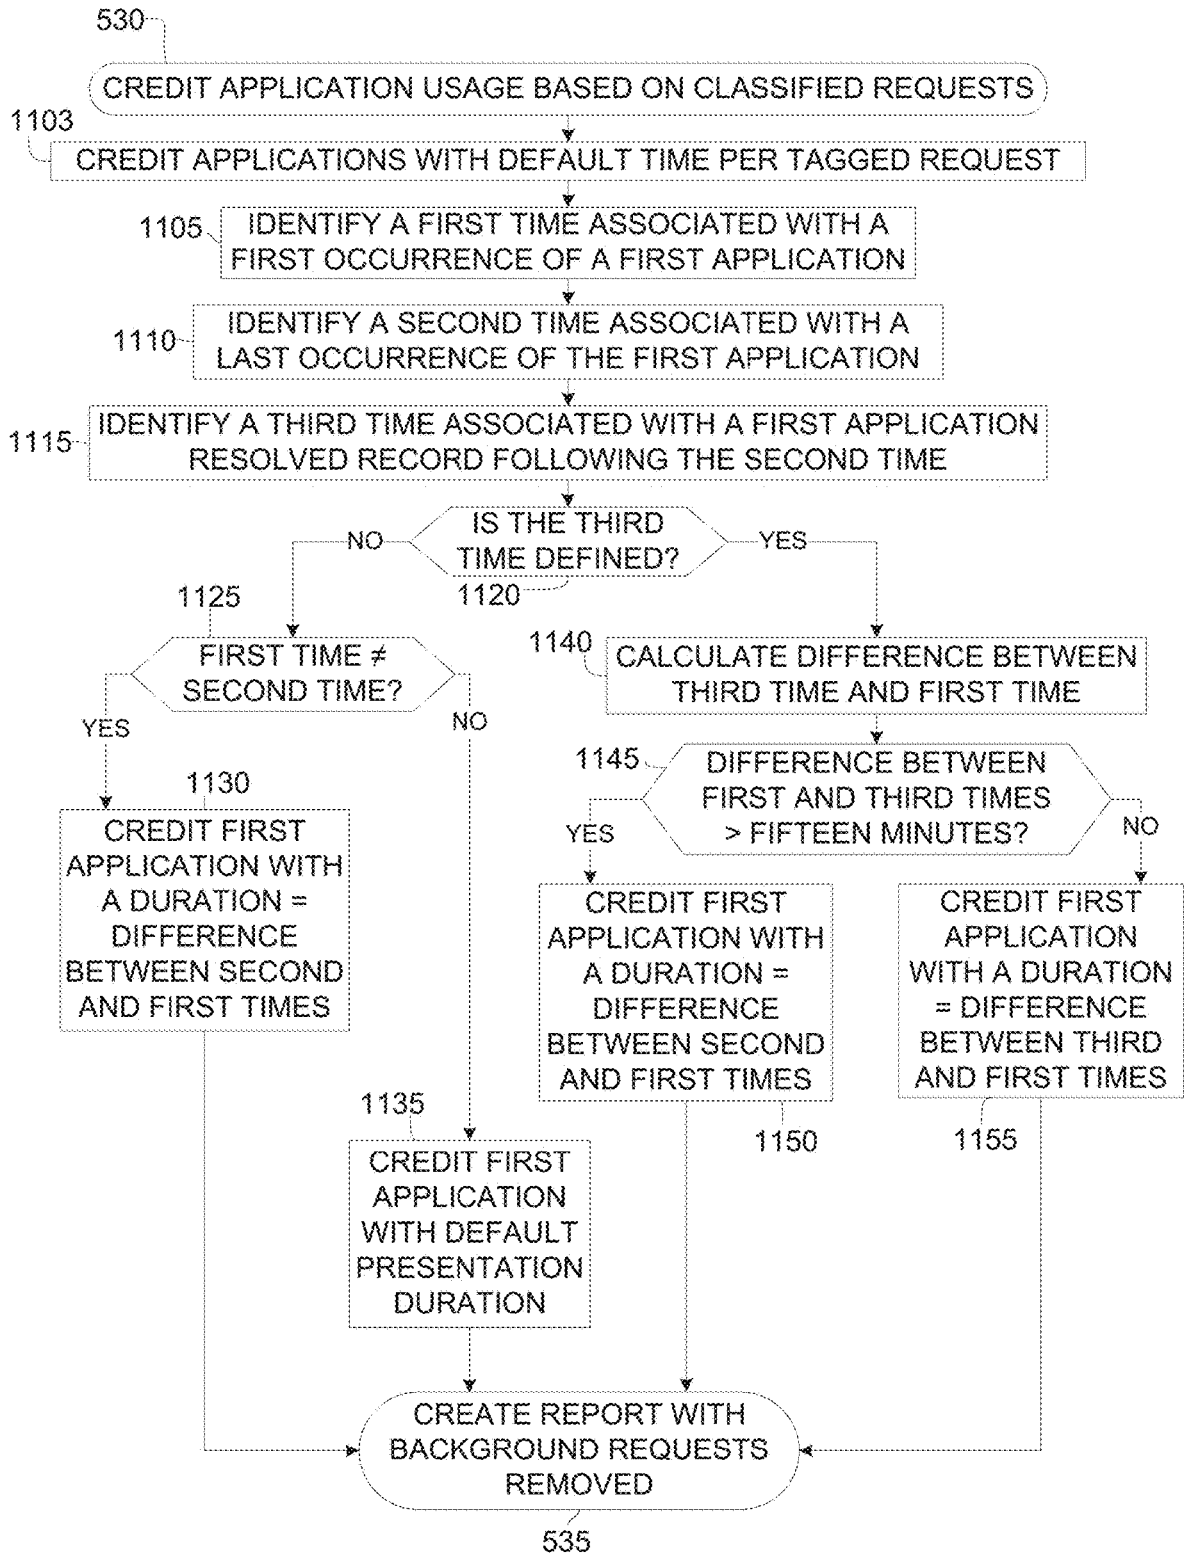 530
CREDIT APPLICATION USAGE BASED ON CLASSIFIED REQUESTS
1103
CREDIT APPLICATIONS WITH DEFAULT TIME PER TAGGED REQUEST
1105
IDENTIFY A FIRST TIME ASSOCIATED WITH A
FIRST OCCURRENCE OF A FIRST APPLICATION
1110
IDENTIFY A SECOND TIME ASSOCIATED WITH A
LAST OCCURRENCE OF THE FIRST APPLICATION
1115
IDENTIFY A THIRD TIME ASSOCIATED WITH A FIRST APPLICATION
RESOLVED RECORD FOLLOWING THE SECOND TIME
IS THE THIRD
TIME DEFINED?
NO
YES
1120
1125
FIRST TIME ≠
SECOND TIME?
YES
NO
1140
CALCULATE DIFFERENCE BETWEEN
THIRD TIME AND FIRST TIME
1145
DIFFERENCE BETWEEN
FIRST AND THIRD TIMES
> FIFTEEN MINUTES?
YES
NO
1130
CREDIT FIRST
APPLICATION WITH
A DURATION =
DIFFERENCE
BETWEEN SECOND
AND FIRST TIMES
CREDIT FIRST
APPLICATION WITH
A DURATION =
DIFFERENCE
BETWEEN SECOND
AND FIRST TIMES
1150
CREDIT FIRST
APPLICATION
WITH A DURATION
= DIFFERENCE
BETWEEN THIRD
AND FIRST TIMES
1155
1135
CREDIT FIRST
APPLICATION
WITH DEFAULT
PRESENTATION
DURATION
CREATE REPORT WITH
BACKGROUND REQUESTS
REMOVED
535